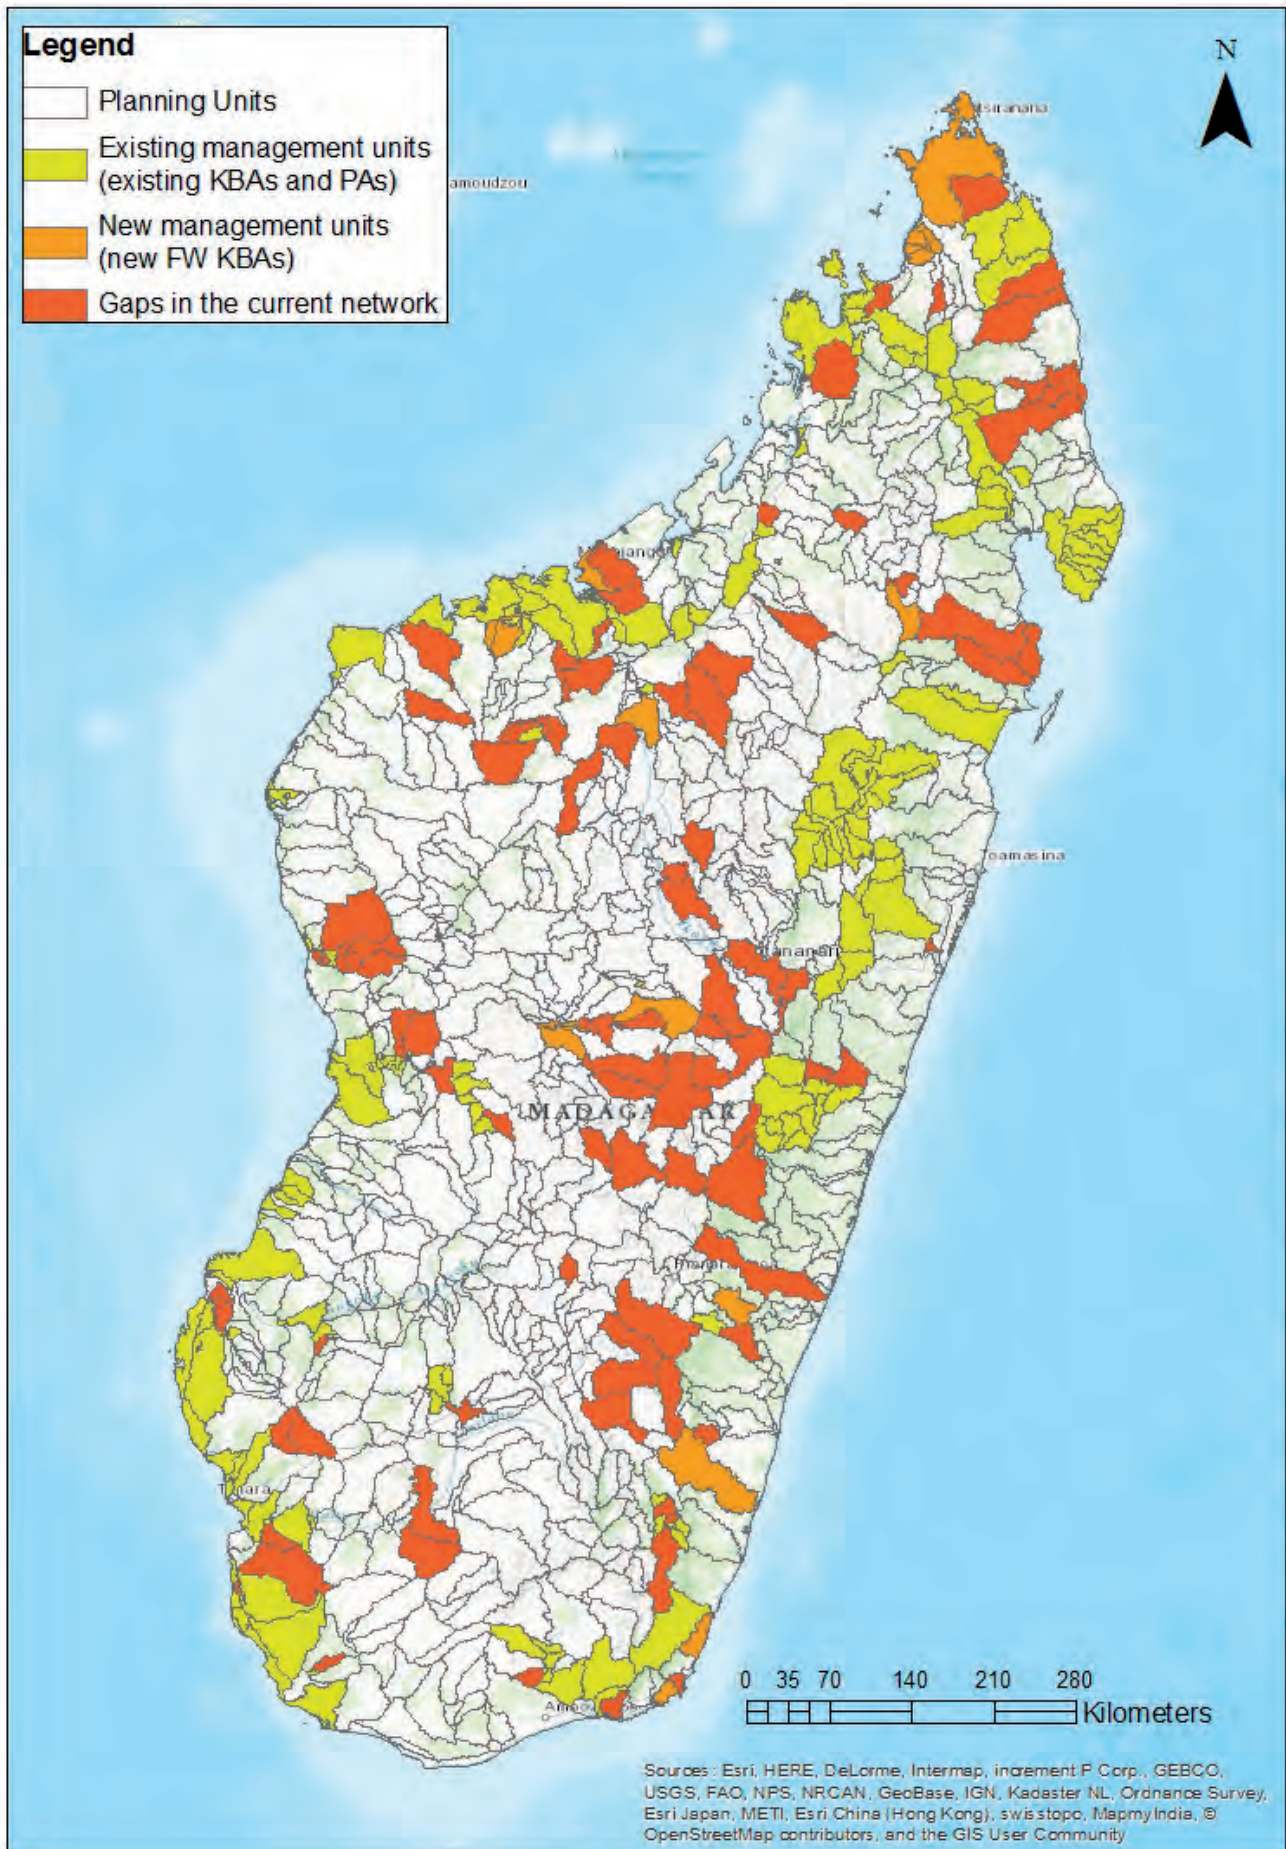 Legend
Planning Units
Existing management units
(existing KBAs and PAs)
New management units
(new FW KBAs)
Gaps in the current network
N
amoudzou
MADAGA AR
0 35 70 140 210 280
Kilometers
Sources: Esri, HERE, DeLorme, Intermap, increment P Corp., GEBCO,
USGS, FAO, NPS, NRCAN, GeoBase, IGN, Kadaster NL, Ordnance Survey,
Esri Japan, METI, Esri China (Hong Kong), swisstopo, MapmyIndia, ©
OpenStreetMap contributors, and the GIS User Community